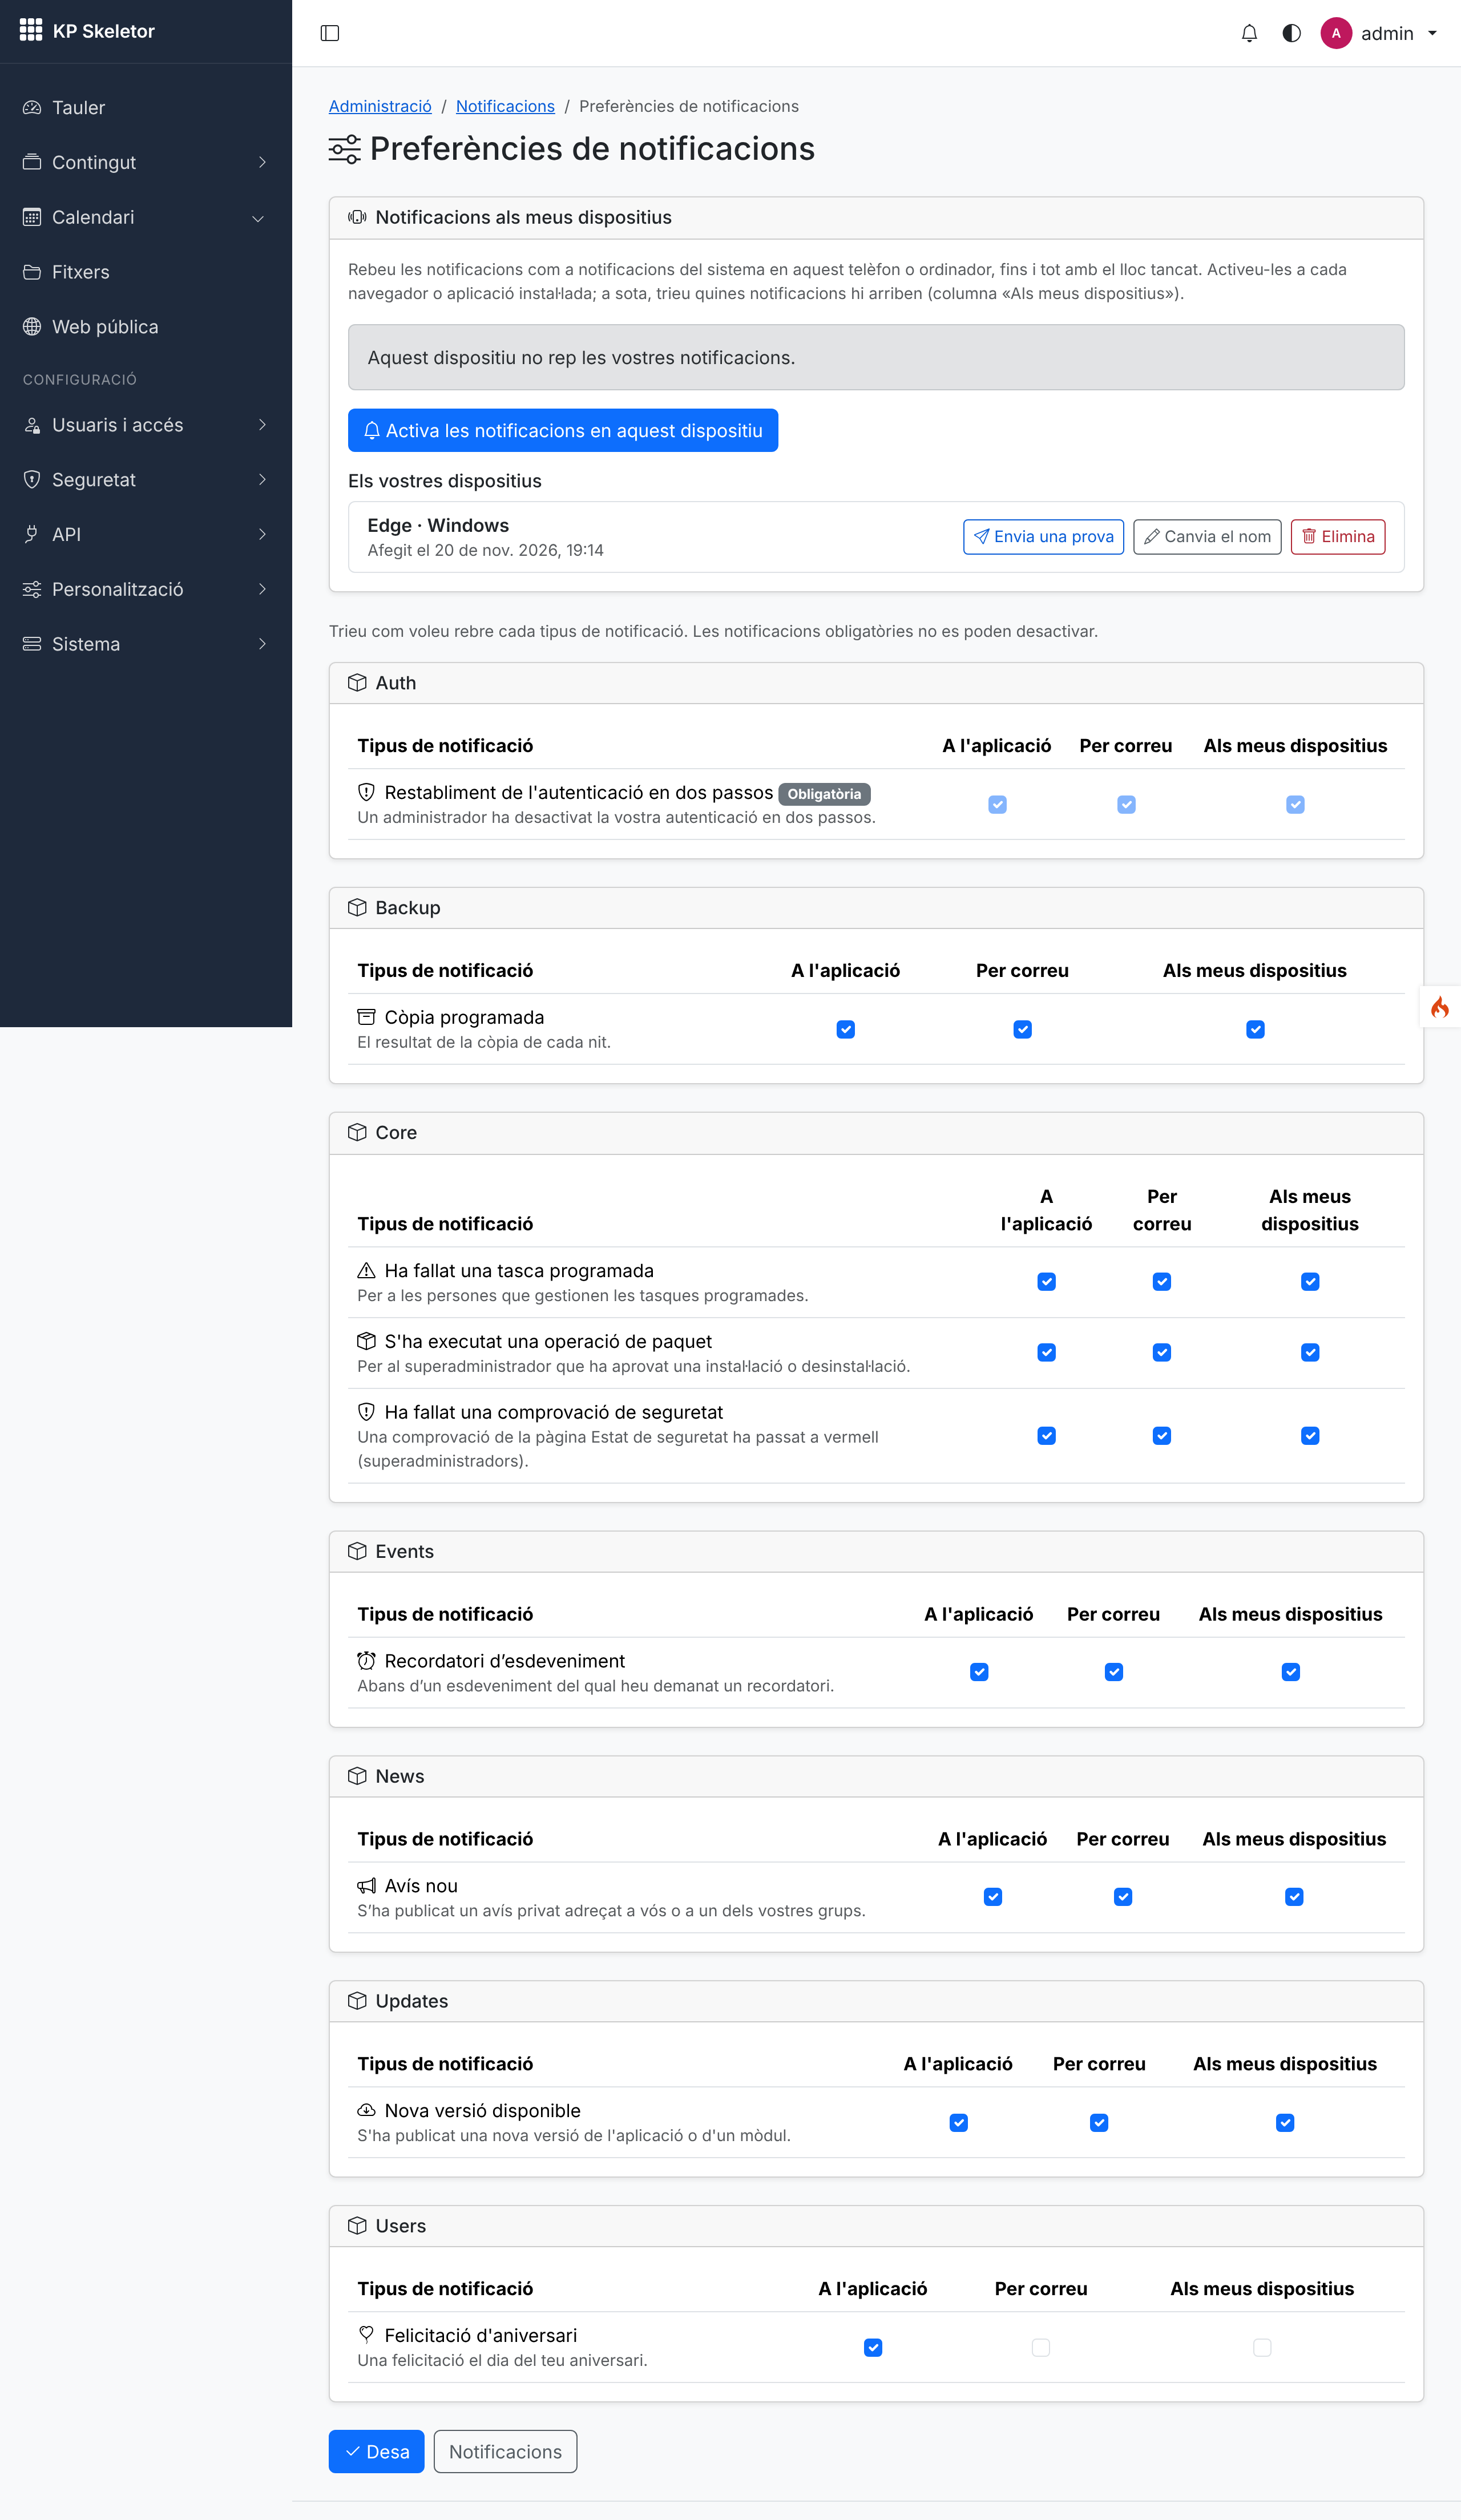 KP Skeletor
admin
Tauler
Contingut
Calendari
Fitxers
Web pública
CONFIGURACIÓ
Usuaris i accés
Seguretat
API
Personalització
Sistema
Administració / Notificacions / Preferències de notificacions
Preferències de notificacions
Notificacions als meus dispositius
Rebeu les notificacions com a notificacions del sistema en aquest telèfon o ordinador, fins i tot amb el lloc tancat. Activeu-les a cada
navegador o aplicació instal·lada; a sota, trieu quines notificacions hi arriben (columna «Als meus dispositius»).
Aquest dispositiu no rep les vostres notificacions.
Activa les notificacions en aquest dispositiu
Els vostres dispositius
Edge · Windows
Afegit el 20 de nov. 2026, 19:14
Envia una prova Canvia el nom Elimina
Trieu com voleu rebre cada tipus de notificació. Les notificacions obligatòries no es poden desactivar.
Auth
Tipus de notificació A l'aplicació Per correu Als meus dispositius
Restabliment de l'autenticació en dos passos Obligatòria
Un administrador ha desactivat la vostra autenticació en dos passos.
Backup
Tipus de notificació A l'aplicació Per correu Als meus dispositius
Còpia programada
El resultat de la còpia de cada nit.
Core
A Per Als meus
Tipus de notificació l'aplicació correu dispositius
Ha fallat una tasca programada
Per a les persones que gestionen les tasques programades.
S'ha executat una operació de paquet
Per al superadministrador que ha aprovat una instal·lació o desinstal·lació.
Ha fallat una comprovació de seguretat
Una comprovació de la pàgina Estat de seguretat ha passat a vermell
(superadministradors).
Events
Tipus de notificació A l'aplicació Per correu Als meus dispositius
Recordatori d’esdeveniment
Abans d’un esdeveniment del qual heu demanat un recordatori.
News
Tipus de notificació A l'aplicació Per correu Als meus dispositius
Avís nou
S’ha publicat un avís privat adreçat a vós o a un dels vostres grups.
Updates
Tipus de notificació A l'aplicació Per correu Als meus dispositius
Nova versió disponible
S'ha publicat una nova versió de l'aplicació o d'un mòdul.
Users
Tipus de notificació A l'aplicació Per correu Als meus dispositius
Felicitació d'aniversari
Una felicitació el dia del teu aniversari.
Desa Notificacions